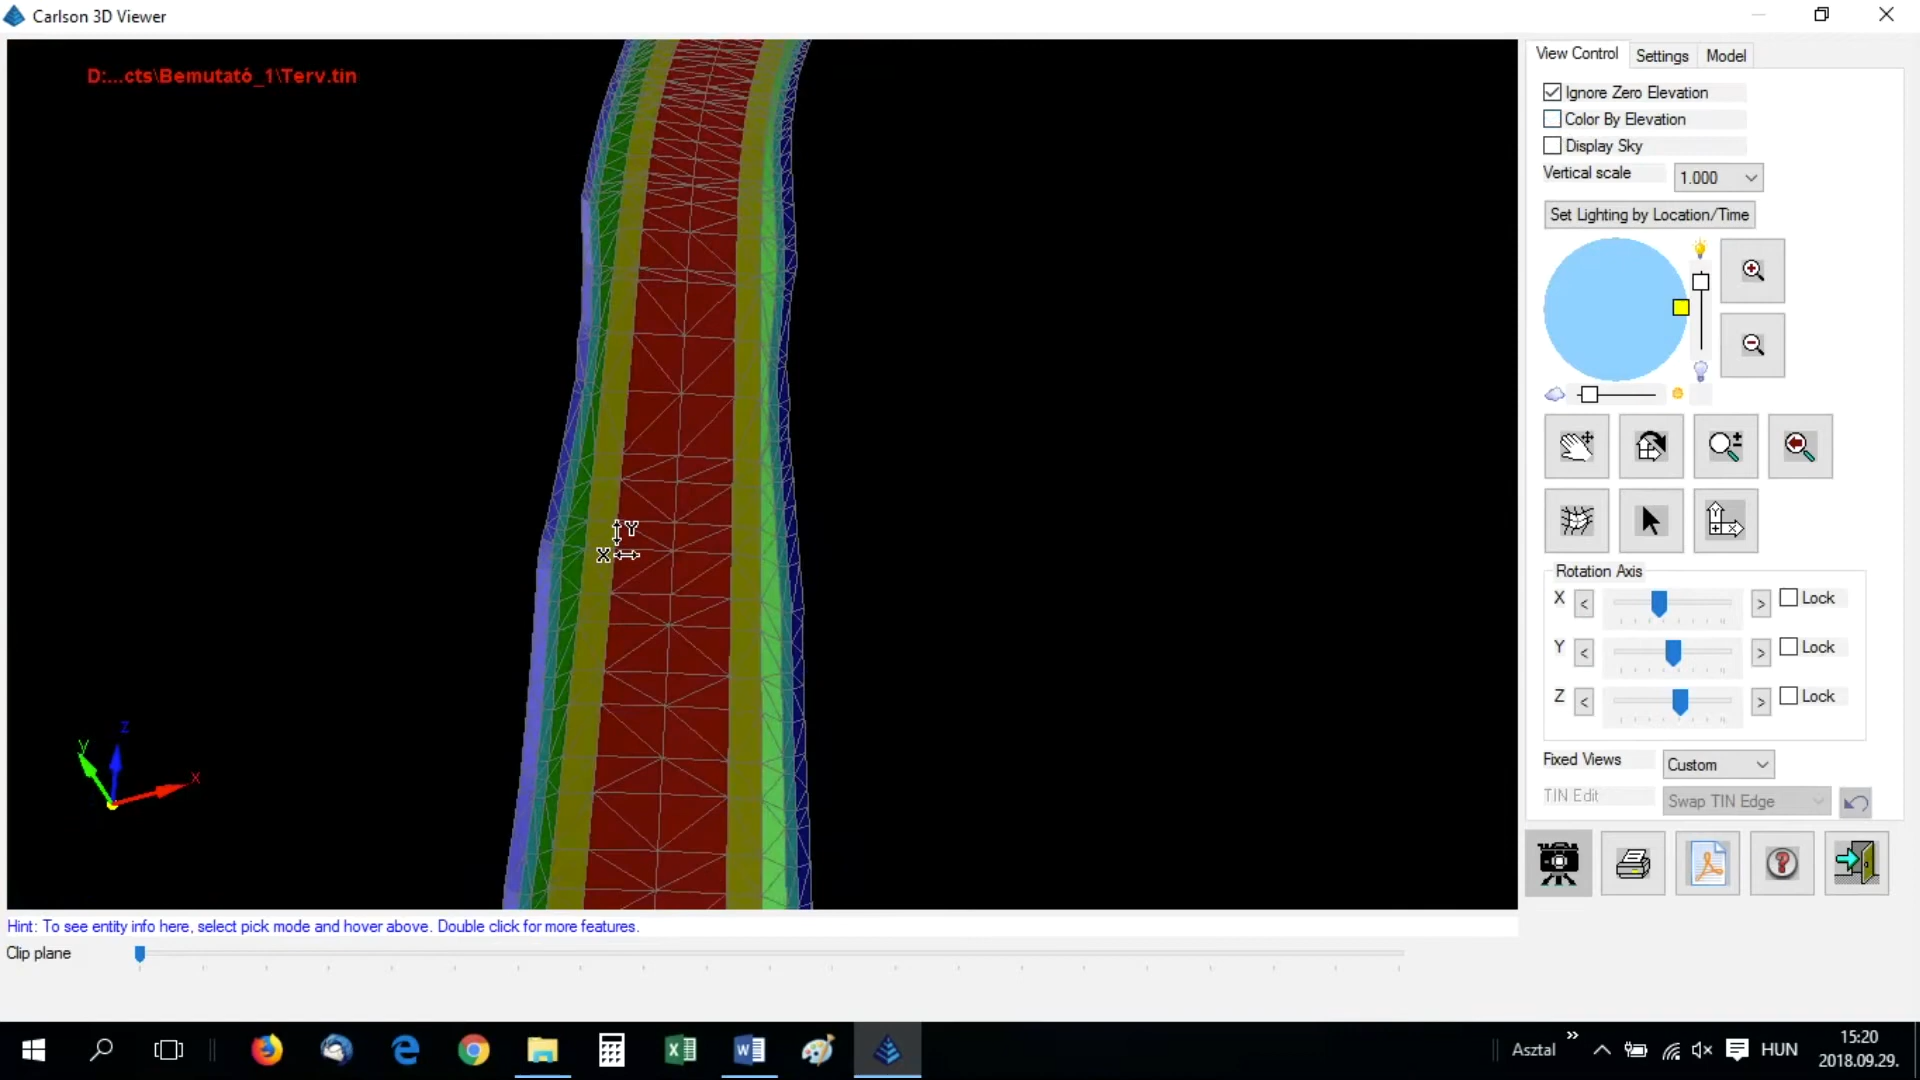 Carlson 3D Viewer
D:...cts\Bemutató_1\Terv.tin
View Control
Settings
Model
Ignore Zero Elevation
Color By Elevation
Display Sky
Vertical scale
1.000
Set Lighting by Location/Time
Y
X
Rotation Axis
X < > Lock
Y < > Lock
Z < > Lock
Fixed Views
Custom
TIN Edit
Swap TIN Edge
z
y
x
Hint: To see entity info here, select pick mode and hover above. Double click for more features.
Clip plane
Asztal
HUN
15:20
2018.09.29.